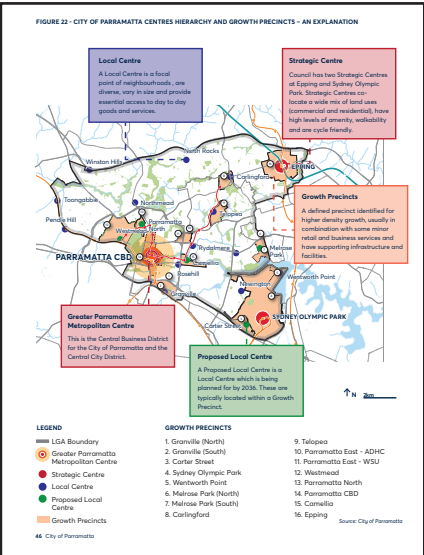 FIGURE 22 - CITY OF PARRAMATTA CENTRES HIERARCHY AND GROWTH PRECINCTS – AN EXPLANATION
Local Centre
A Local Centre is a focal
point of neighbourhoods, are
diverse, vary in size and provide
essential access to day to day
goods and services.
Strategic Centre
Council has two Strategic Centres
at Epping and Sydney Olympic
Park. Strategic Centres co-
locate a wide mix of land uses
(commercial and residential), have
high levels of amenity, walkability
and are cycle friendly.
North Rocks
Winston Hills
EPPING
Carlingford
Growth Precincts
A defined precinct identified for
higher density growth, usually in
combination with some minor
retail and business services and
have supporting infrastructure and
facilities.
Toongabbie
Northmead
Telopea
Pendle Hill
Parramatta
North
Westmead
Rydalmere
Melrose
Park
PARRAMATTA CBD
Camellia
Rosehill
Wentworth Point
Newington
Granville
Carter Street
SYDNEY OLYMPIC PARK
Greater Parramatta
Metropolitan Centre
This is the Central Business District
for the City of Parramatta and the
Central City District.
Proposed Local Centre
A Proposed Local Centre is a
Local Centre which is being
planned for by 2036. These are
typically located within a Growth
Precinct.
N 2km
LEGEND
LGA Boundary
Greater Parramatta
Metropolitan Centre
Strategic Centre
Local Centre
Proposed Local
Centre
Growth Precincts
GROWTH PRECINCTS
1. Granville (North)
2. Granville (South)
3. Carter Street
4. Sydney Olympic Park
5. Wentworth Point
6. Melrose Park (North)
7. Melrose Park (South)
8. Carlingford
9. Telopea
10. Parramatta East - ADHC
11. Parramatta East - WSU
12. Westmead
13. Parramatta North
14. Parramatta CBD
15. Camellia
16. Epping
Source: City of Parramatta
46 City of Parramatta